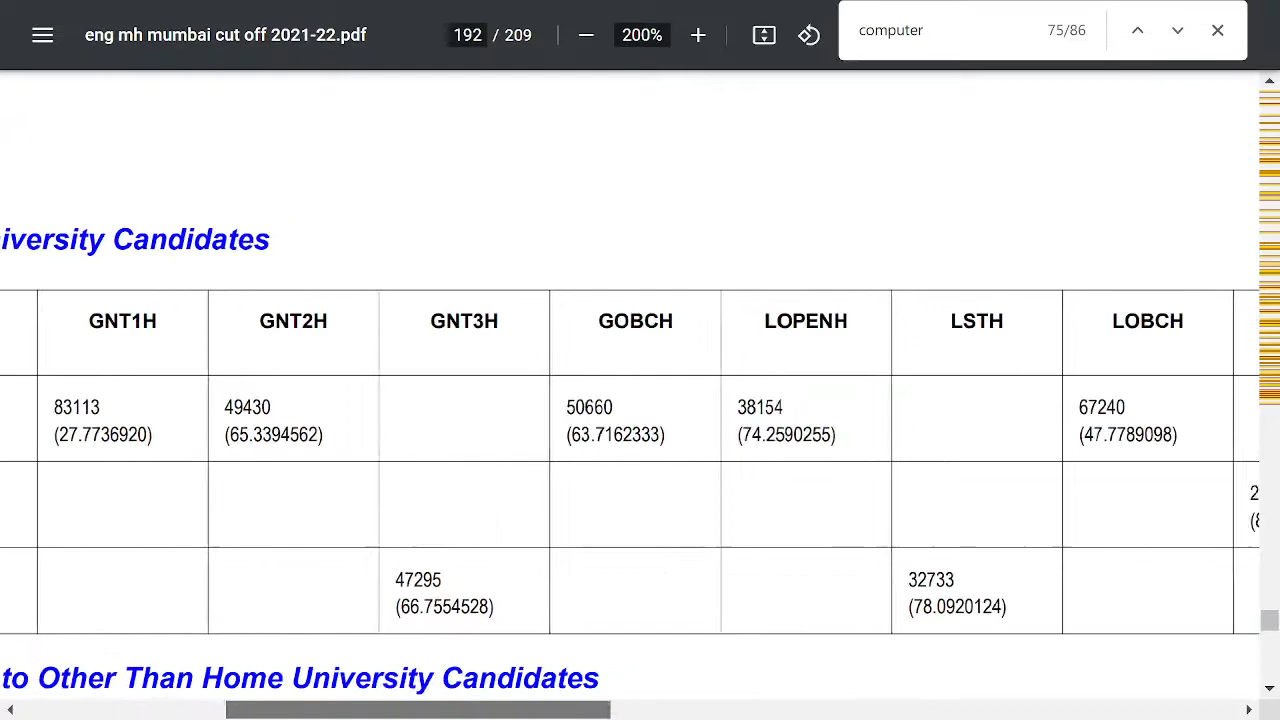 eng mh mumbai cut off 2021-22.pdf 192 / 209 200% computer 75/86
iversity Candidates
GNT1H GNT2H GNT3H GOBCH LOPENH LSTH LOBCH
83113 49430 50660 38154 67240
(27.7736920) (65.3394562) (63.7162333) (74.2590255) (47.7789098)
2
(8
47295 32733
(66.7554528) (78.0920124)
to Other Than Home University Candidates